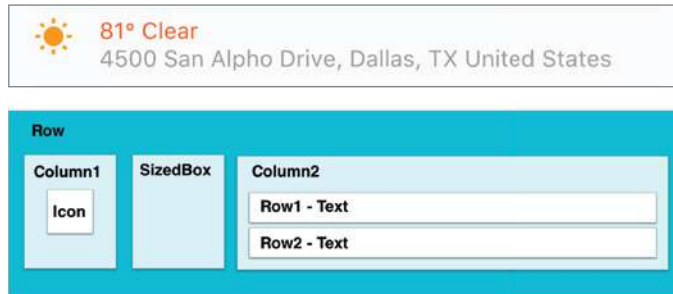 81° Clear
4500 San Alpho Drive, Dallas, TX United States
Row
Column1
Icon
SizedBox
Column2
Row1 - Text
Row2 - Text